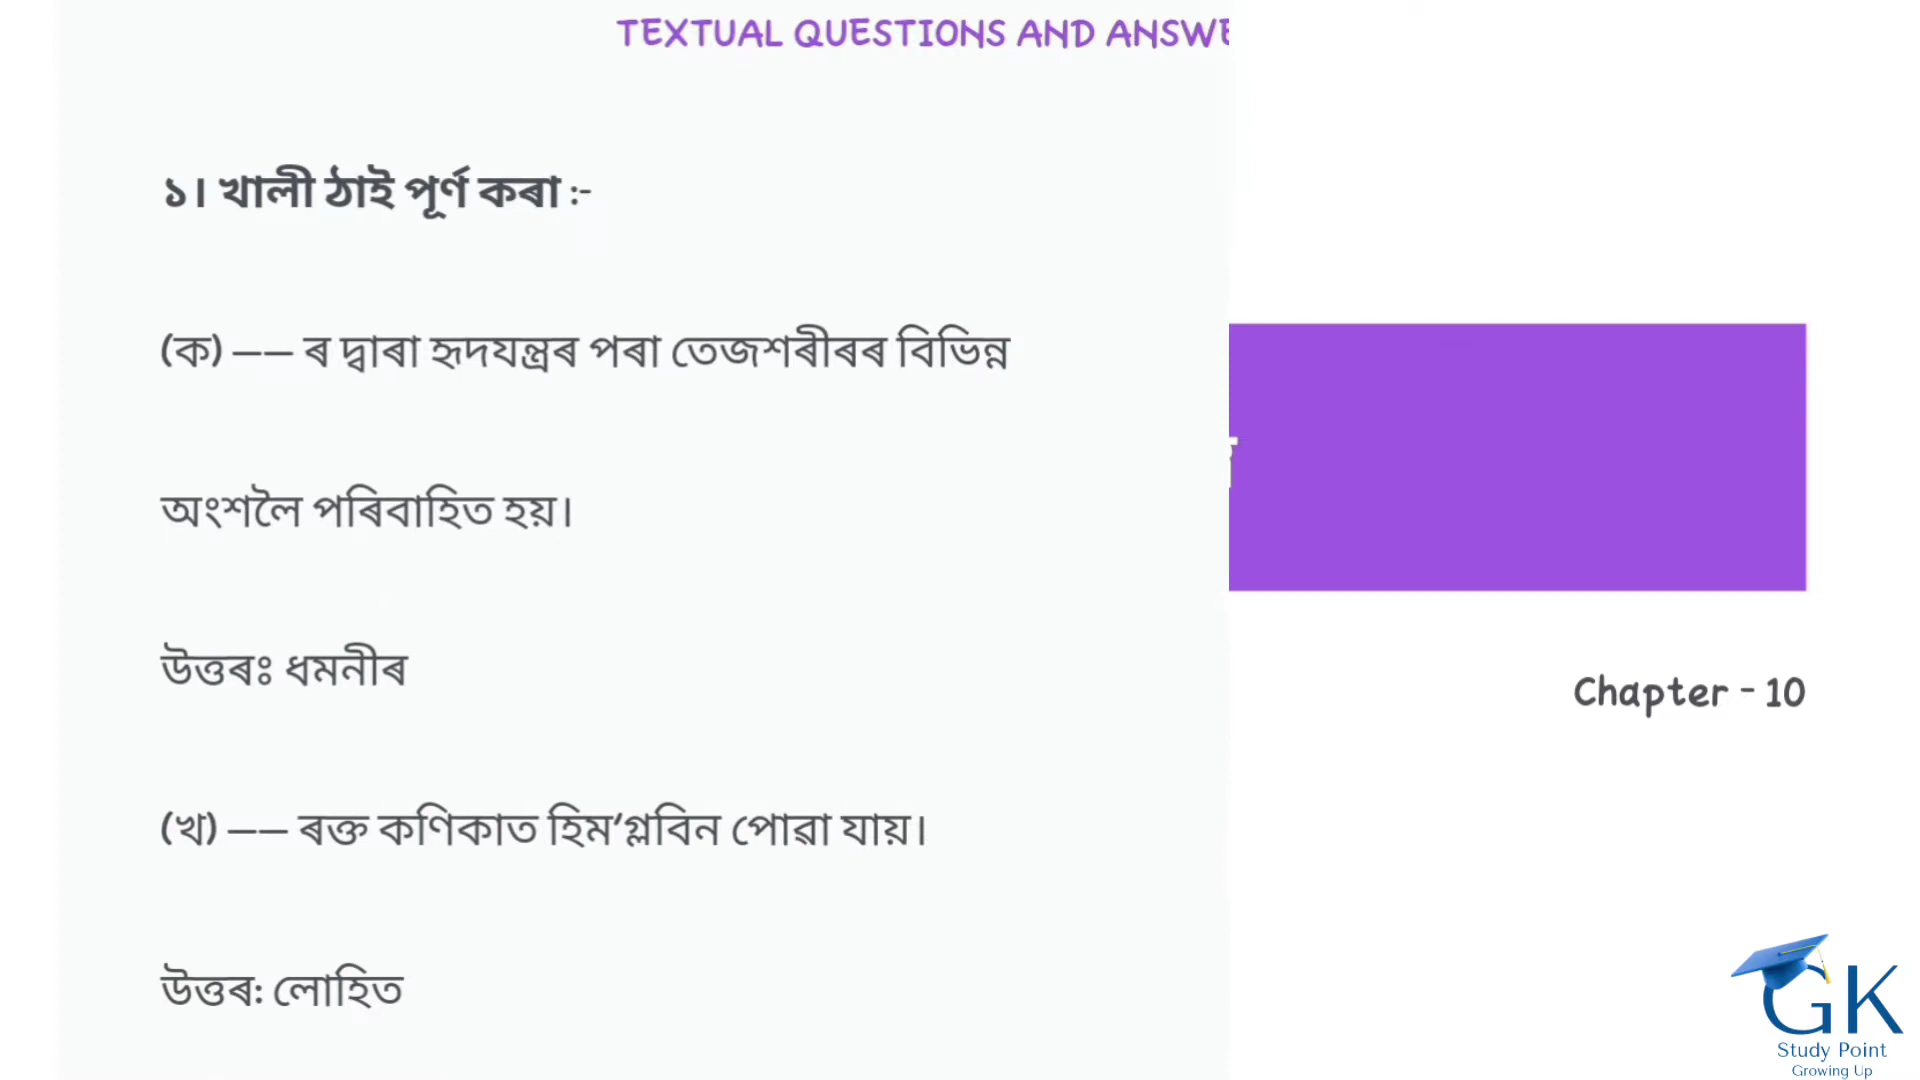 TEXTUAL QUESTIONS AND ANSWE
১। খালী ঠাই পূৰ্ণ কৰা :-
(ক) —— ৰ দ্বাৰা হৃদযন্ত্ৰৰ পৰা তেজশৰীৰৰ বিভিন্ন
অংশলৈ পৰিবাহিত হয়।
উত্তৰঃ ধমনীৰ
(খ) —— ৰক্ত কণিকাত হিম’গ্লবিন পোৱা যায়।
উত্তৰ: লোহিত
Chapter - 10
GK
Study Point
Growing Up